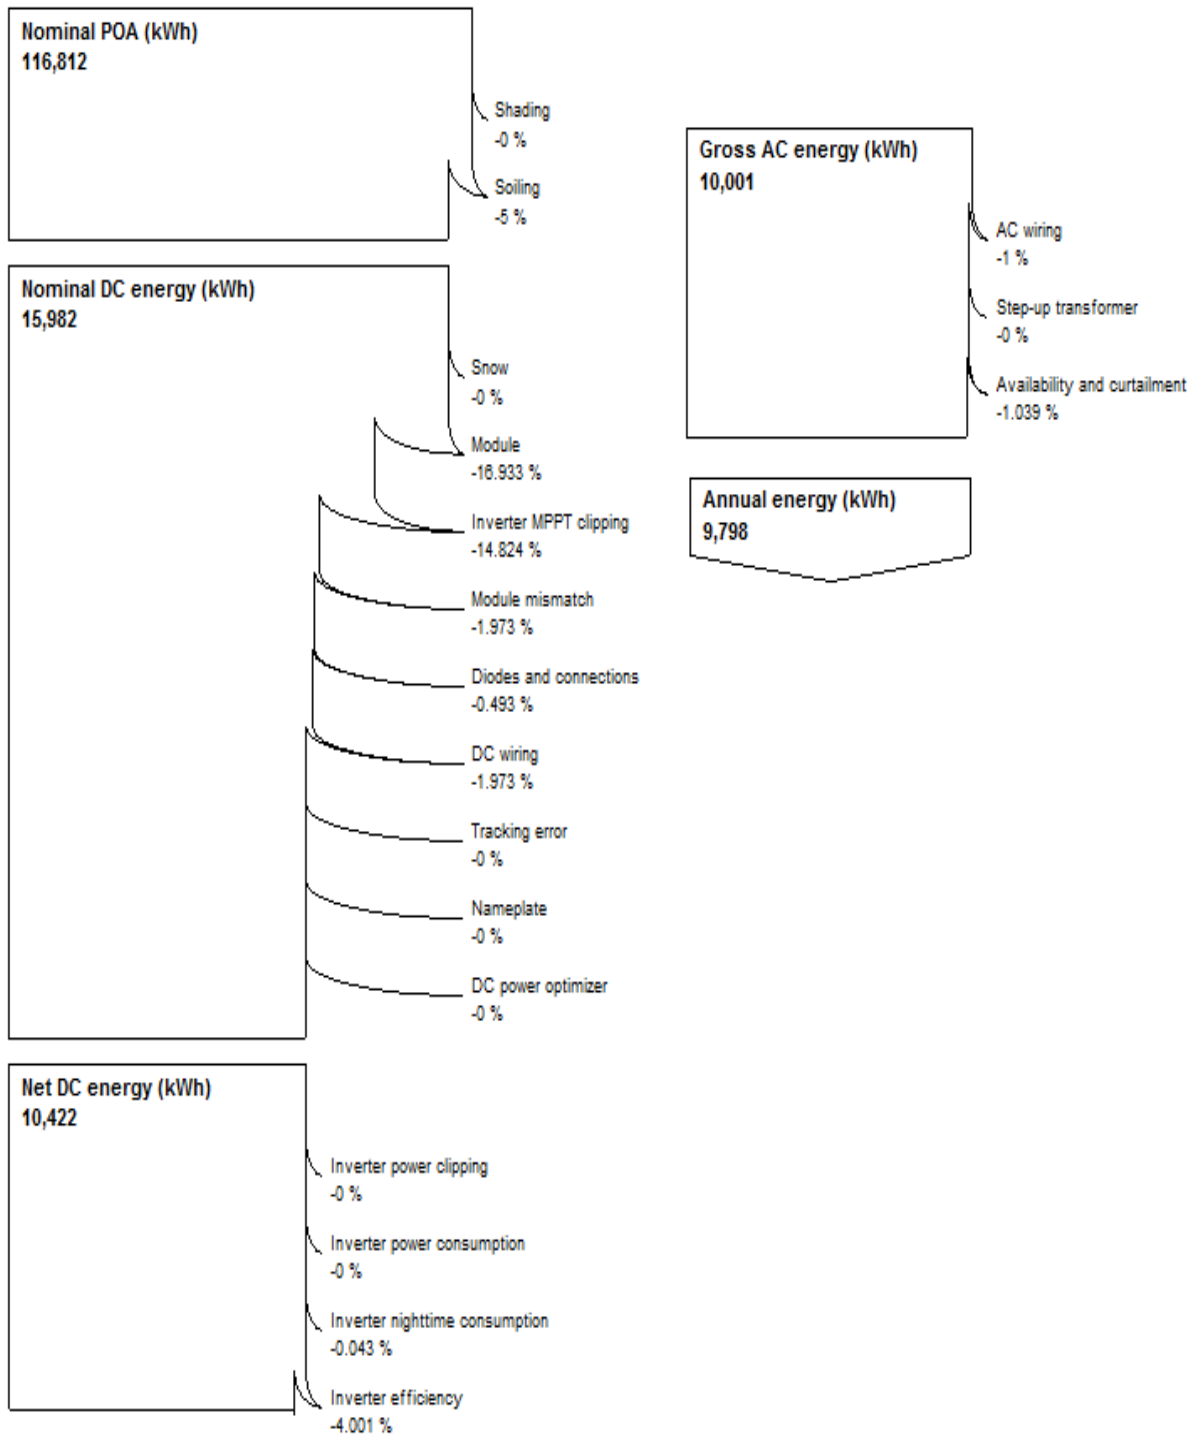 Nominal POA (kWh)
116,812
Shading
-0 %
Soiling
-5 %
Nominal DC energy (kWh)
15,982
Snow
-0 %
Module
-16.933 %
Inverter MPPT clipping
-14.824 %
Module mismatch
-1.973 %
Diodes and connections
-0.493 %
DC wiring
-1.973 %
Tracking error
-0 %
Nameplate
-0 %
DC power optimizer
-0 %
Net DC energy (kWh)
10,422
Inverter power clipping
-0 %
Inverter power consumption
-0 %
Inverter nighttime consumption
-0.043 %
Inverter efficiency
-4.001 %
Gross AC energy (kWh)
10,001
AC wiring
-1 %
Step-up transformer
-0 %
Availability and curtailment
-1.039 %
Annual energy (kWh)
9,798